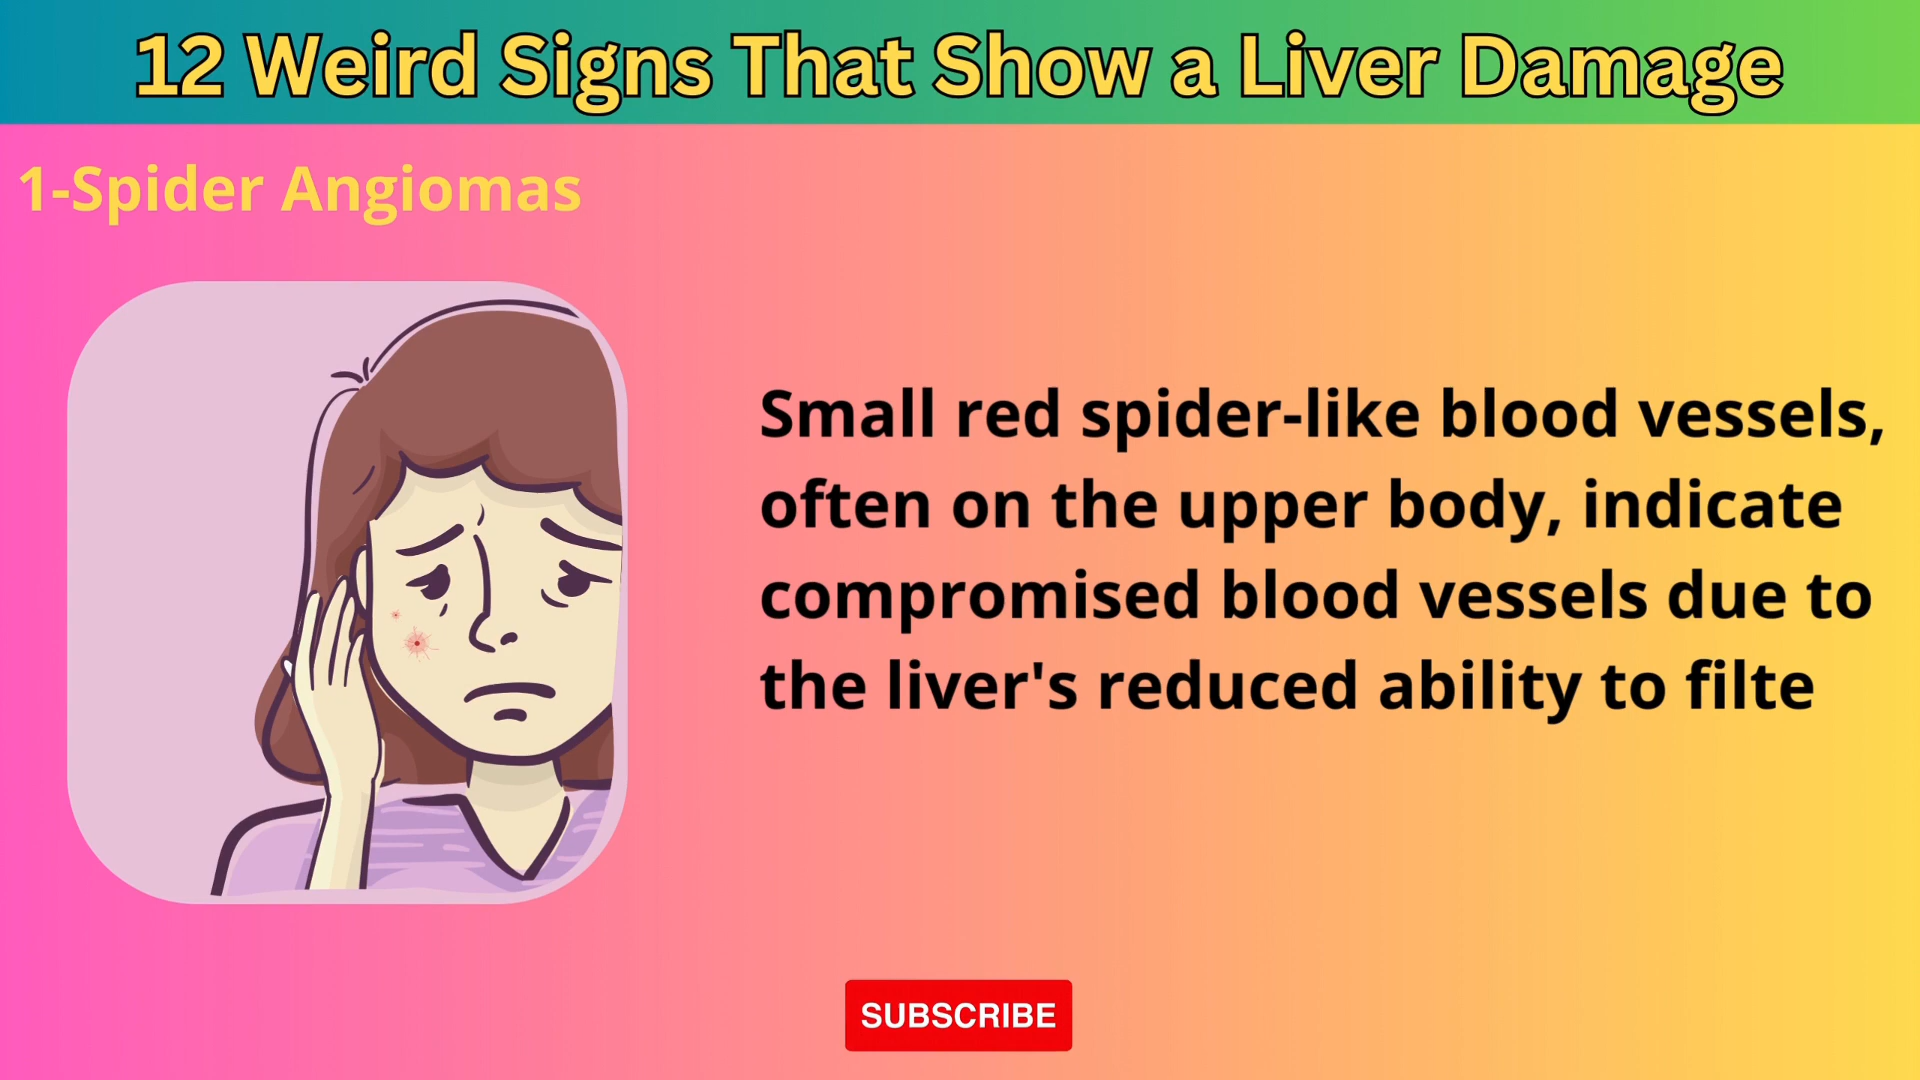 12 Weird Signs That Show a Liver Damage
1-Spider Angiomas
Small red spider-like blood vessels,
often on the upper body, indicate
compromised blood vessels due to
the liver's reduced ability to filte
SUBSCRIBE